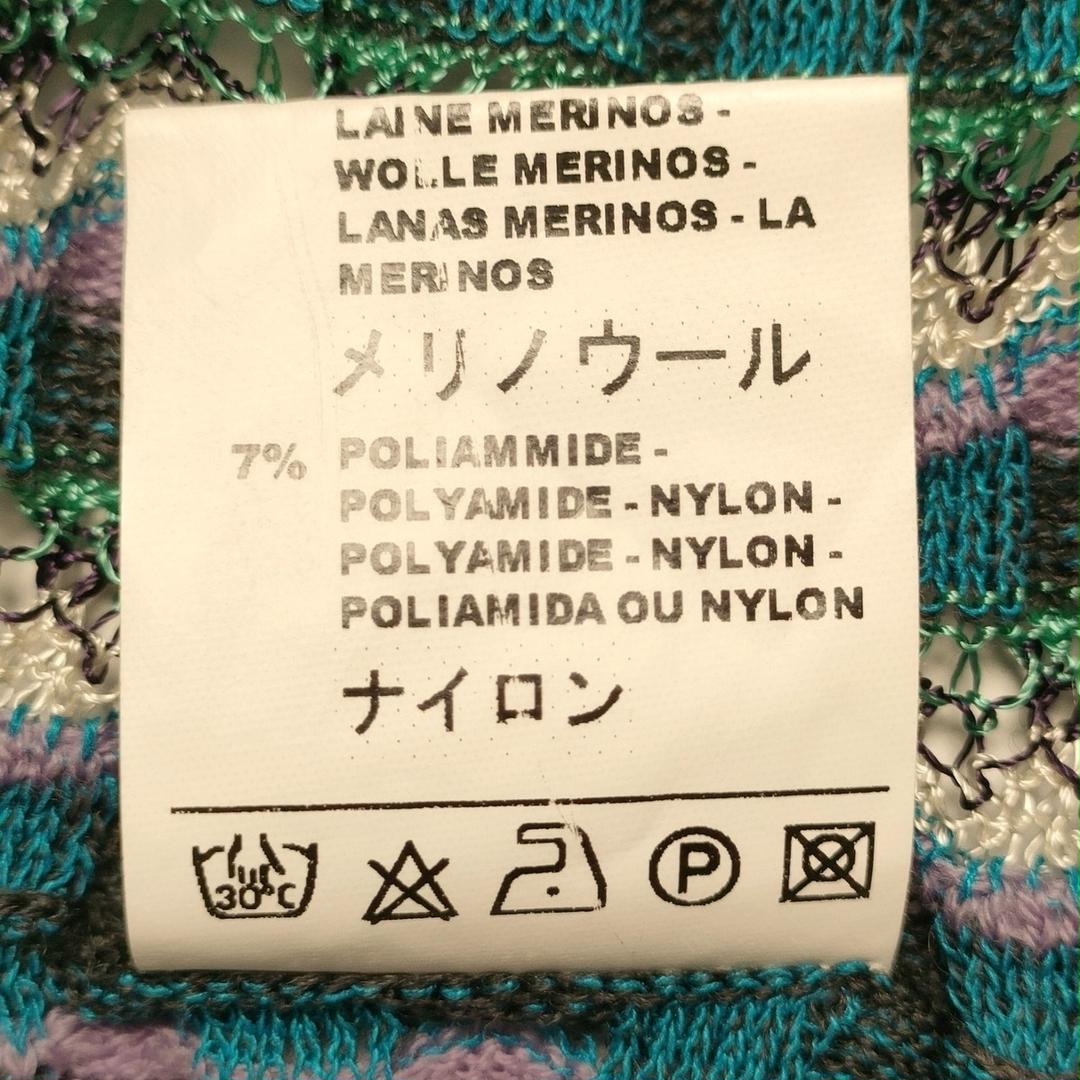 LAINE MERINOS -
WOLLE MERINOS -
LANAS MERINOS - LA
MERINOS
メリノウール
7% POLIAMMIDE -
POLYAMIDE - NYLON -
POLYAMIDE - NYLON -
POLIAMIDA OU NYLON
ナイロン
30°C P